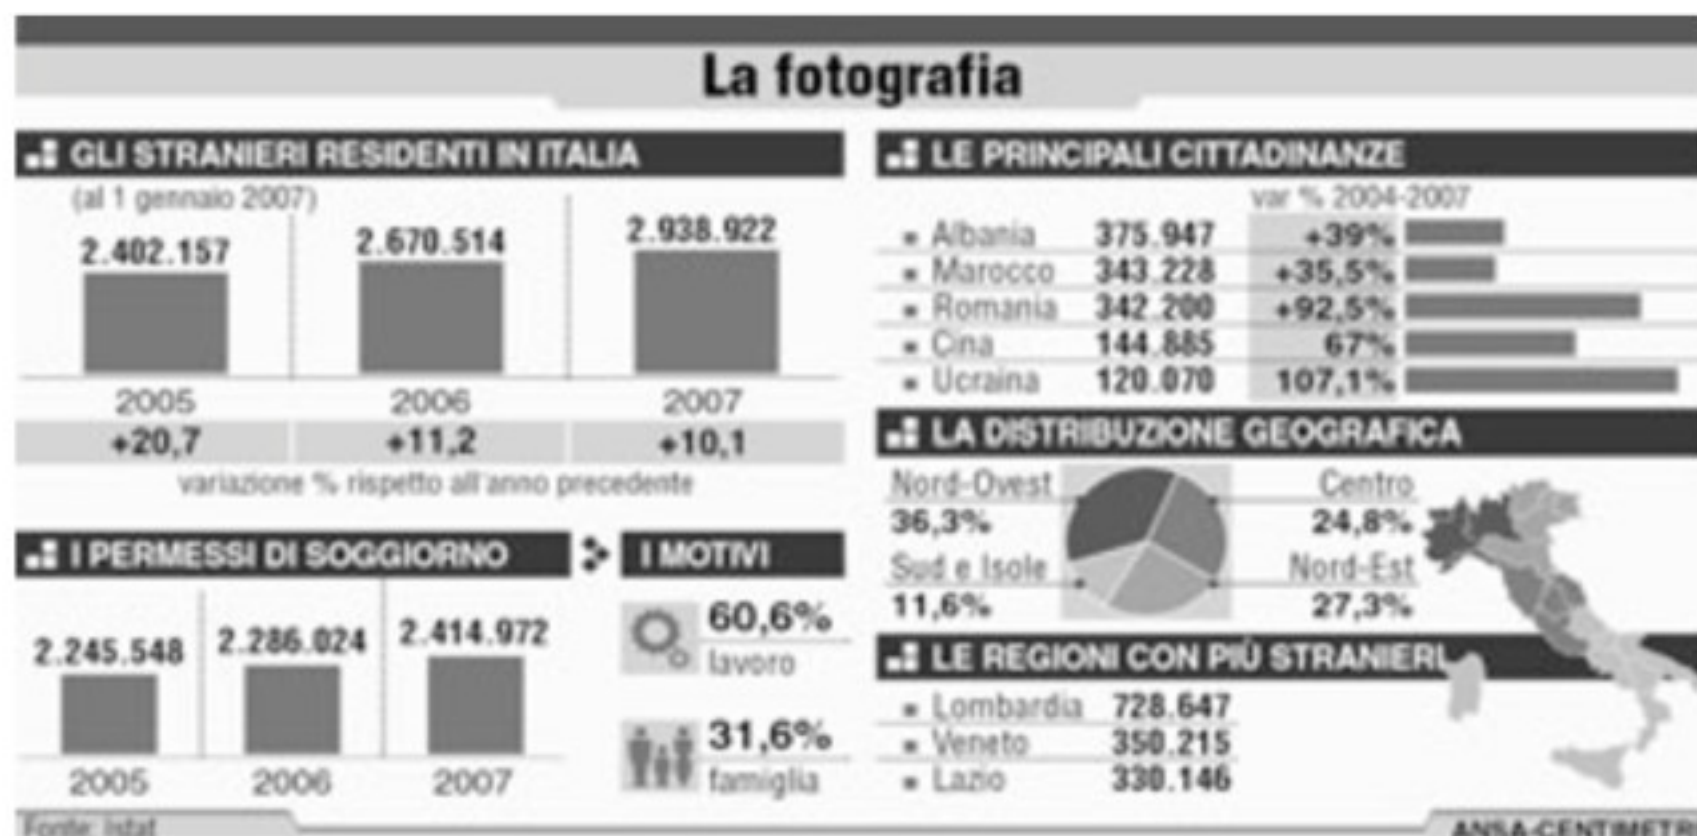 La fotografia
GLI STRANIERI RESIDENTI IN ITALIA
(al 1 gennaio 2007)
2.402.157 2.670.514 2.938.922
2005 2006 2007
+20,7 +11,2 +10,1
variazione % rispetto all'anno precedente
I PERMESSI DI SOGGIORNO
2.245.548 2.286.024 2.414.972
2005 2006 2007
I MOTIVI
60,6%
lavoro
31,6%
famiglia
LE PRINCIPALI CITTADINANZE
var % 2004-2007
Albania 375.947 +39%
Marocco 343.228 +35,5%
Romania 342.200 +92,5%
Cina 144.885 67%
Ucraina 120.070 107,1%
LA DISTRIBUZIONE GEOGRAFICA
Nord-Ovest Centro
36,3% 24,8%
Sud e Isole Nord-Est
11,6% 27,3%
LE REGIONI CON PIÙ STRANIERI
Lombardia 728.647
Veneto 350.215
Lazio 330.146
Fonte: Istat
ANSA-CENTIMETRI